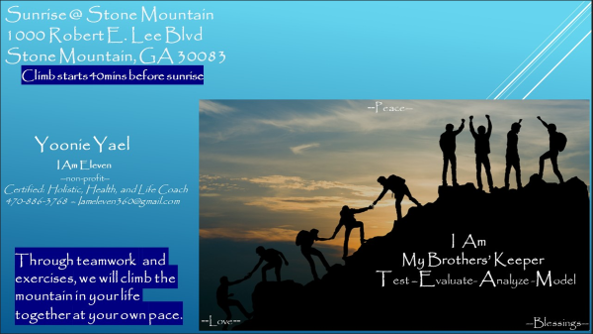 Sunrise @ Stone Mountain
1000 Robert E. Lee Blvd
Stone Mountain, GA 30083
Climb starts 40mins before sunrise
--Peace--
Yoonie Yael
I Am Eleven
--non-profit--
Certified: Holistic, Health, and Life Coach
470-886-3768 – Iameleven360@gmail.com
I Am
My Brothers' Keeper
Test – Evaluate- Analyze - Model
Through teamwork and
exercises, we will climb the
mountain in your life
together at your own pace.
--Love--
--Blessings--